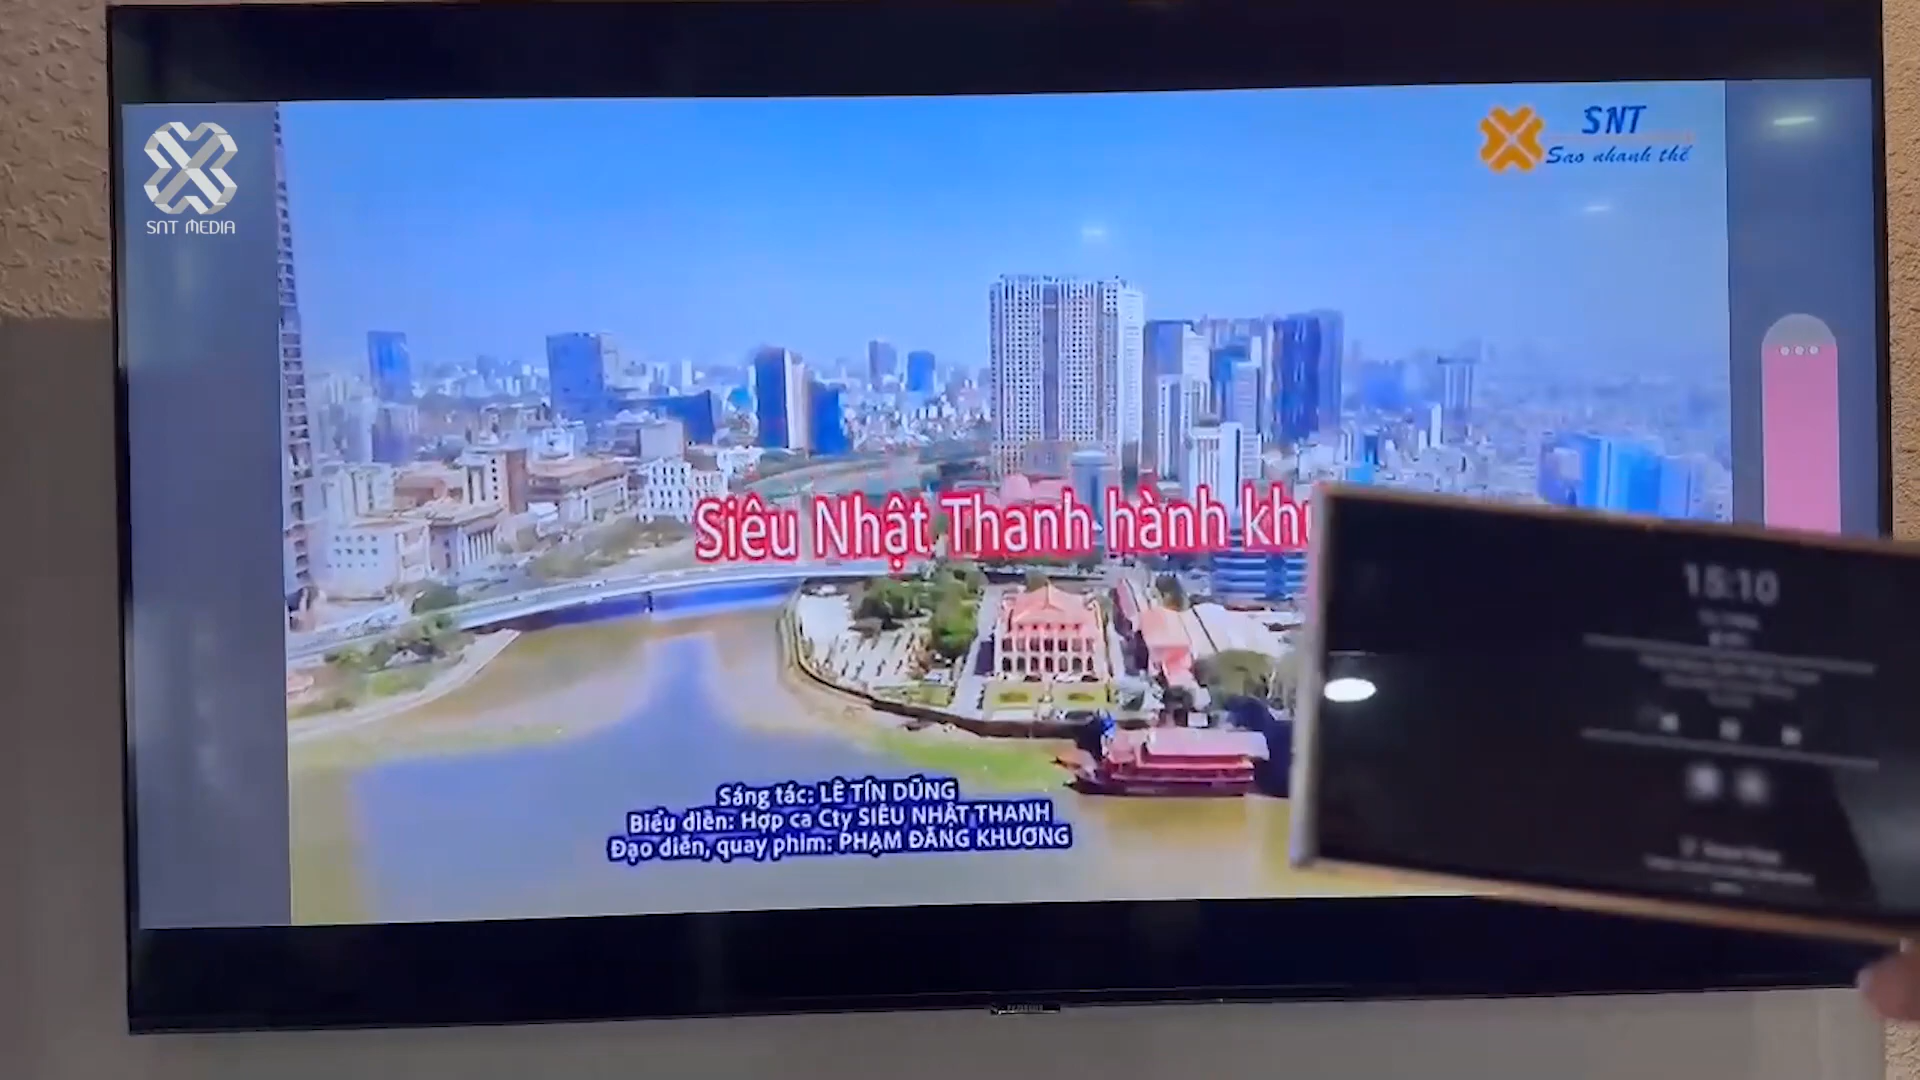 SNT MEDIA
SNT
Sao nhanh thế
Siêu Nhật Thanh hành
Sáng tác: LÊ TÍN DŨNG
Biểu diễn: Hợp ca Cty SIÊU NHẬT THANH
Đạo diễn, quay phim: PHẠM ĐĂNG KHƯƠNG
15:10